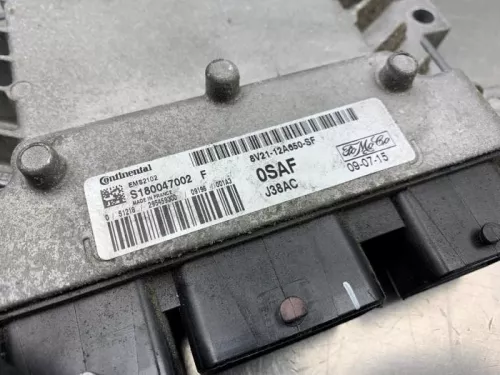 Continental
EMS2102
S180047002 F
MADE IN FRANCE
8V21-12A650-SF
0SAF
J38AC
FoMoCo
09-07-15